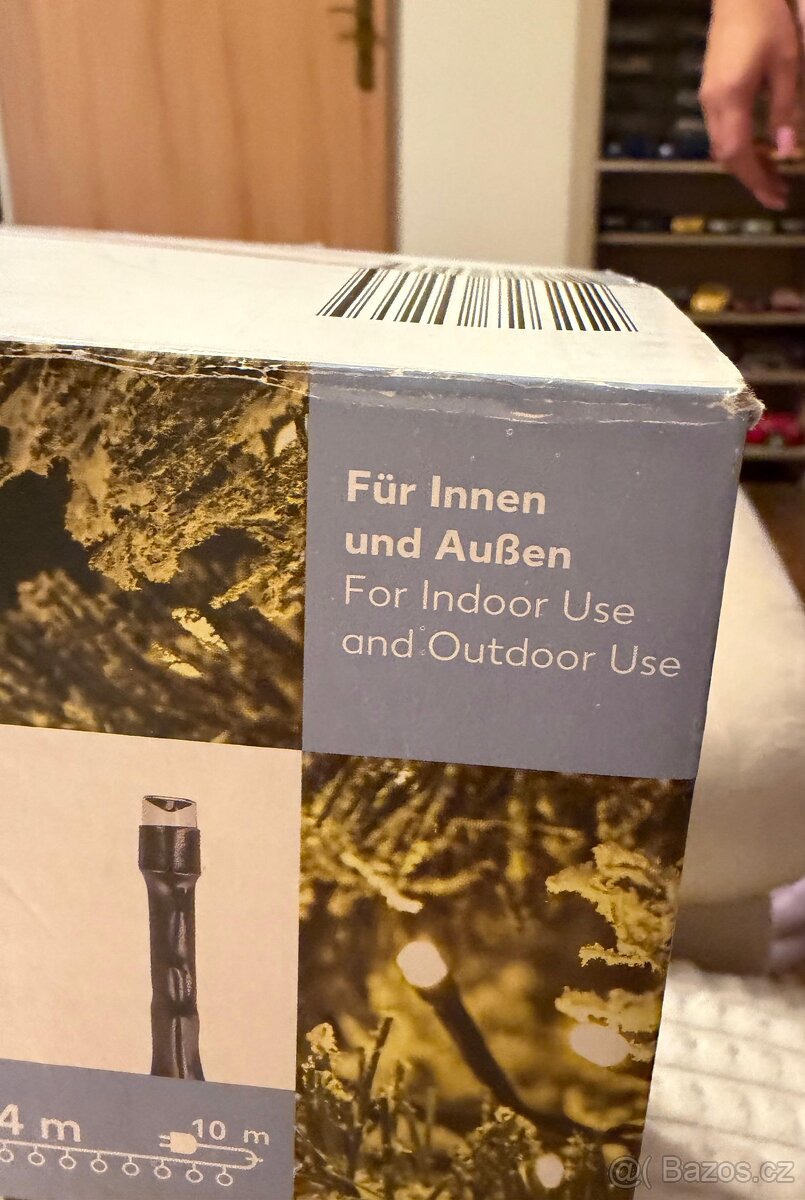 Für Innen
und Außen
For Indoor Use
and Outdoor Use
4 m
10 m
@( Bazos.cz